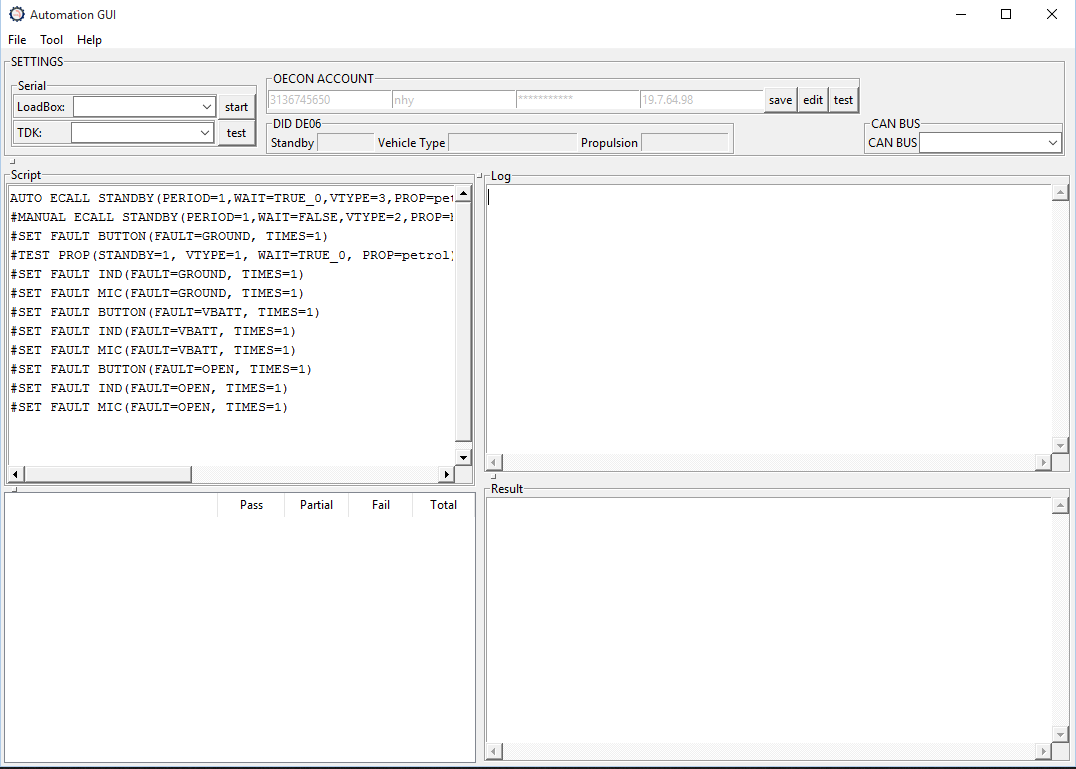 Automation GUI
File Tool Help
SETTINGS
Serial
LoadBox: start
TDK: test
OECON ACCOUNT
3136745650 nhy *********** 19.7.64.98 save edit test
DID DE06
Standby Vehicle Type Propulsion
CAN BUS
CAN BUS
Script
AUTO ECALL STANDBY(PERIOD=1,WAIT=TRUE_0,VTYPE=3,PROP=pet
#MANUAL ECALL STANDBY(PERIOD=1,WAIT=FALSE,VTYPE=2,PROP=
#SET FAULT BUTTON(FAULT=GROUND, TIMES=1)
#TEST PROP(STANDBY=1, VTYPE=1, WAIT=TRUE_0, PROP=petrol)
#SET FAULT IND(FAULT=GROUND, TIMES=1)
#SET FAULT MIC(FAULT=GROUND, TIMES=1)
#SET FAULT BUTTON(FAULT=VBATT, TIMES=1)
#SET FAULT IND(FAULT=VBATT, TIMES=1)
#SET FAULT MIC(FAULT=VBATT, TIMES=1)
#SET FAULT BUTTON(FAULT=OPEN, TIMES=1)
#SET FAULT IND(FAULT=OPEN, TIMES=1)
#SET FAULT MIC(FAULT=OPEN, TIMES=1)
Log
Pass Partial Fail Total
Result